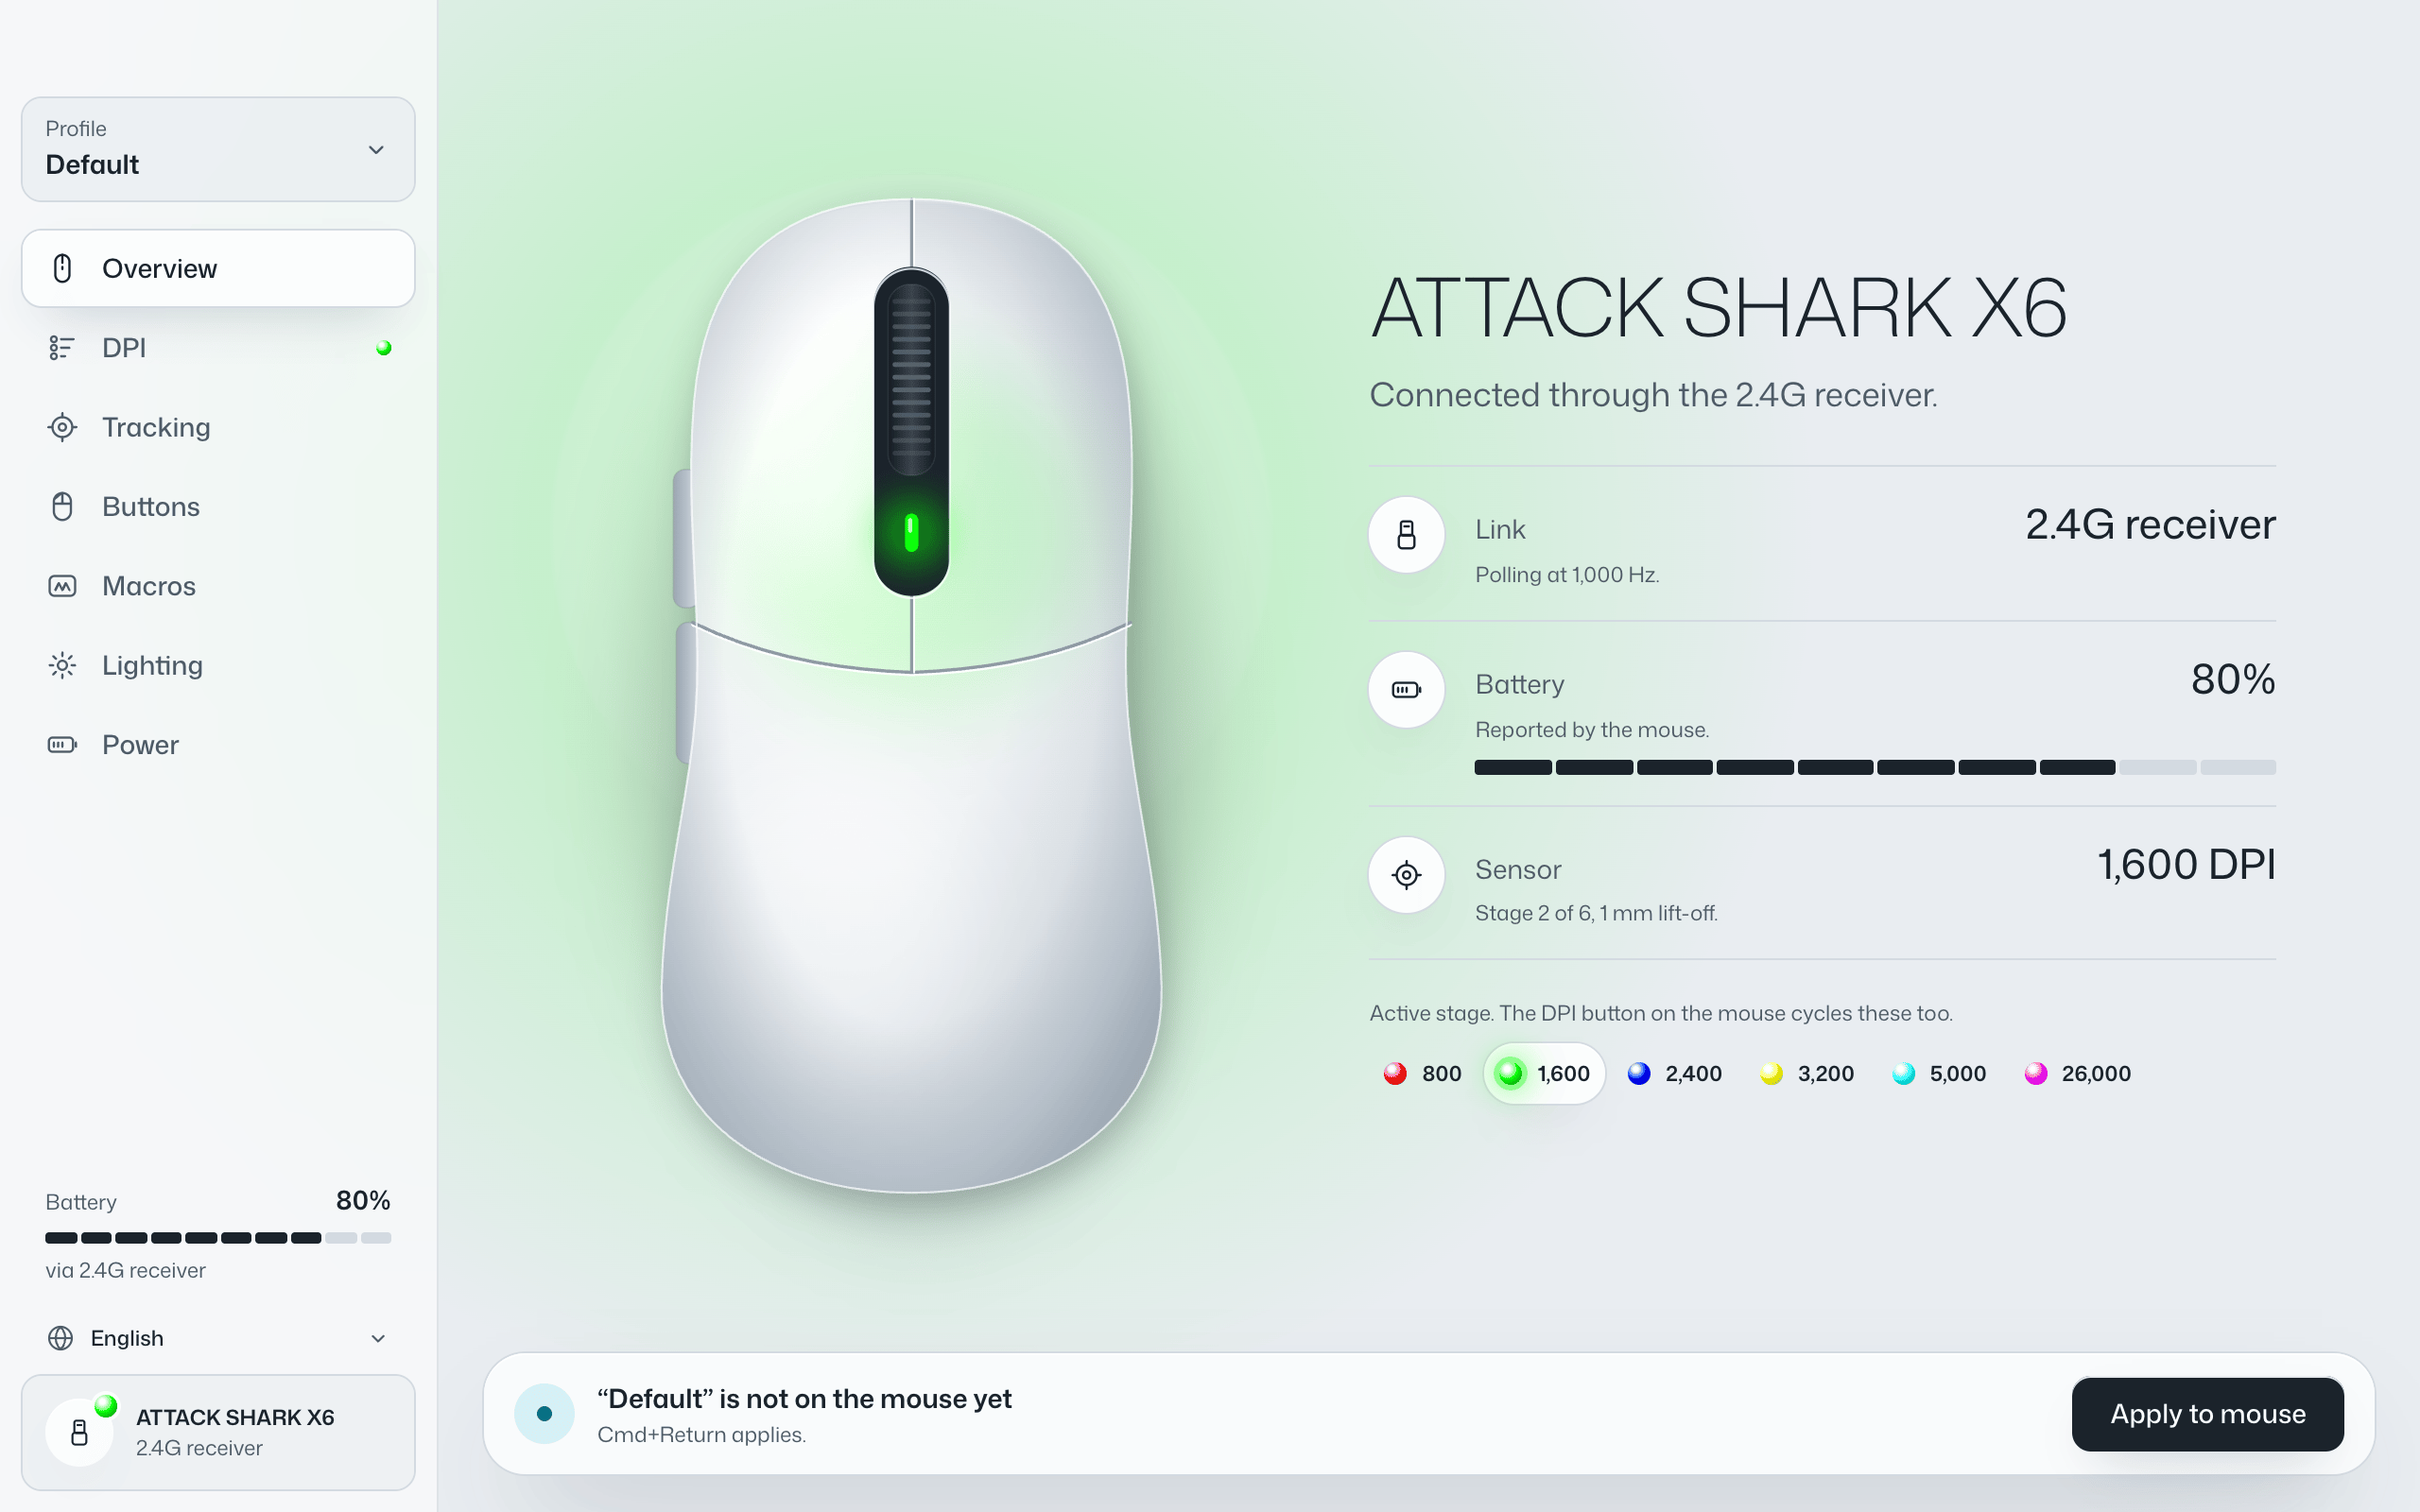 Profile
Default
Overview
DPI
Tracking
Buttons
Macros
Lighting
Power
Battery 80%
via 2.4G receiver
English
ATTACK SHARK X6
2.4G receiver
ATTACK SHARK X6
Connected through the 2.4G receiver.
Link 2.4G receiver
Polling at 1,000 Hz.
Battery 80%
Reported by the mouse.
Sensor 1,600 DPI
Stage 2 of 6, 1 mm lift-off.
Active stage. The DPI button on the mouse cycles these too.
800 1,600 2,400 3,200 5,000 26,000
“Default” is not on the mouse yet
Cmd+Return applies.
Apply to mouse